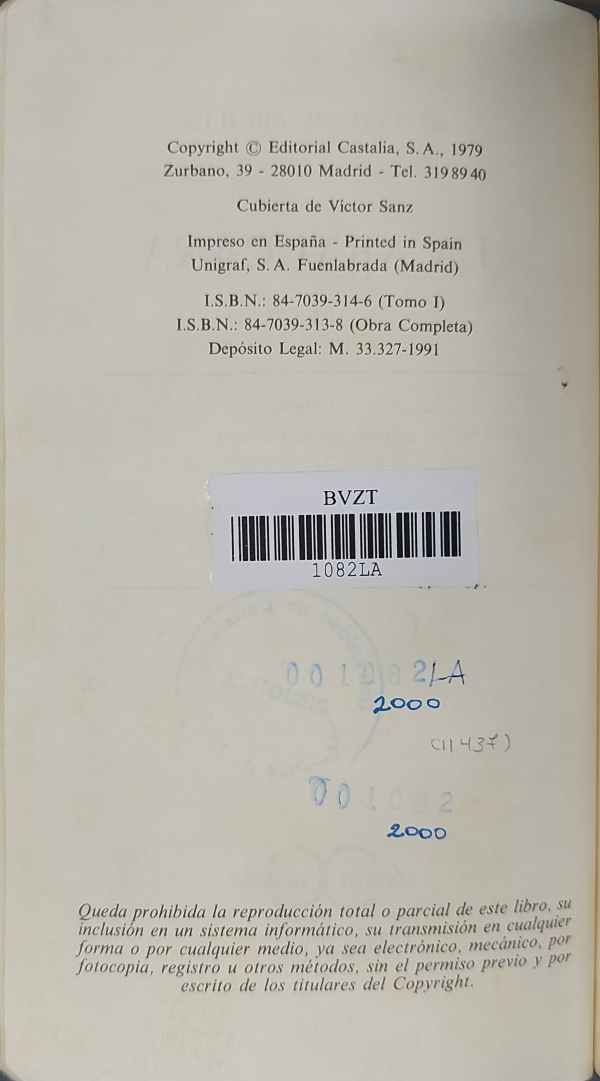 Copyright © Editorial Castalia, S. A., 1979
Zurbano, 39 - 28010 Madrid - Tel. 319 89 40
Cubierta de Víctor Sanz
Impreso en España - Printed in Spain
Unigraf, S. A. Fuenlabrada (Madrid)
I.S.B.N.: 84-7039-314-6 (Tomo I)
I.S.B.N.: 84-7039-313-8 (Obra Completa)
Depósito Legal: M. 33.327-1991
BVZT
1082LA
001082LA
2000
(11437)
001082
2000
Queda prohibida la reproducción total o parcial de este libro, su
inclusión en un sistema informático, su transmisión en cualquier
forma o por cualquier medio, ya sea electrónico, mecánico, por
fotocopia, registro u otros métodos, sin el permiso previo y por
escrito de los titulares del Copyright.